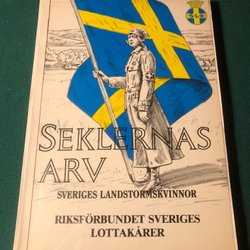 SEKLERNAS
ARV
SVERIGES LANDSTORMSKVINNOR
RIKSFÖRBUNDET SVERIGES
LOTTAKÅRER